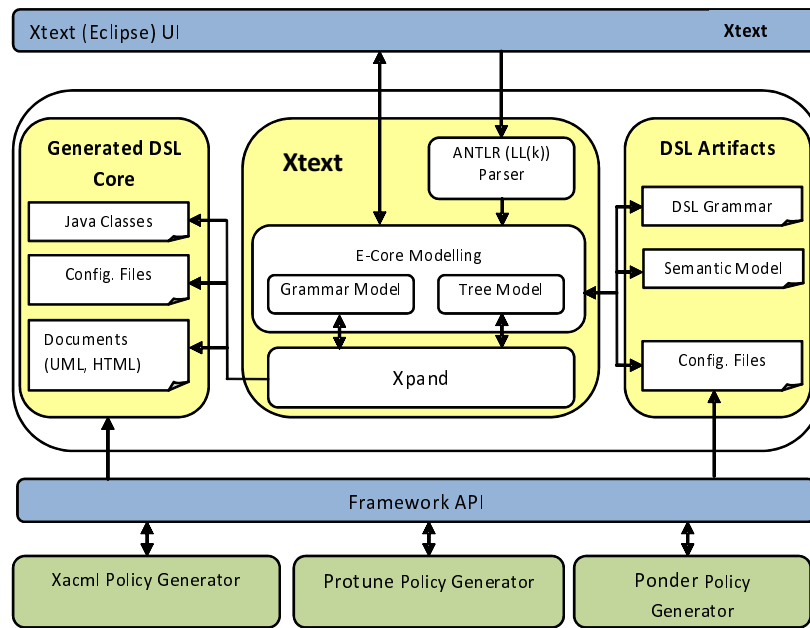 Xtext (Eclipse) UI
Xtext
Generated DSL
Core
Java Classes
Config. Files
Documents
(UML, HTML)
Xtext
ANTLR (LL(k))
Parser
E-Core Modelling
Grammar Model
Tree Model
Xpand
DSL Artifacts
DSL Grammar
Semantic Model
Config. Files
Framework API
Xacml Policy Generator
Protune Policy Generator
Ponder Policy
Generator